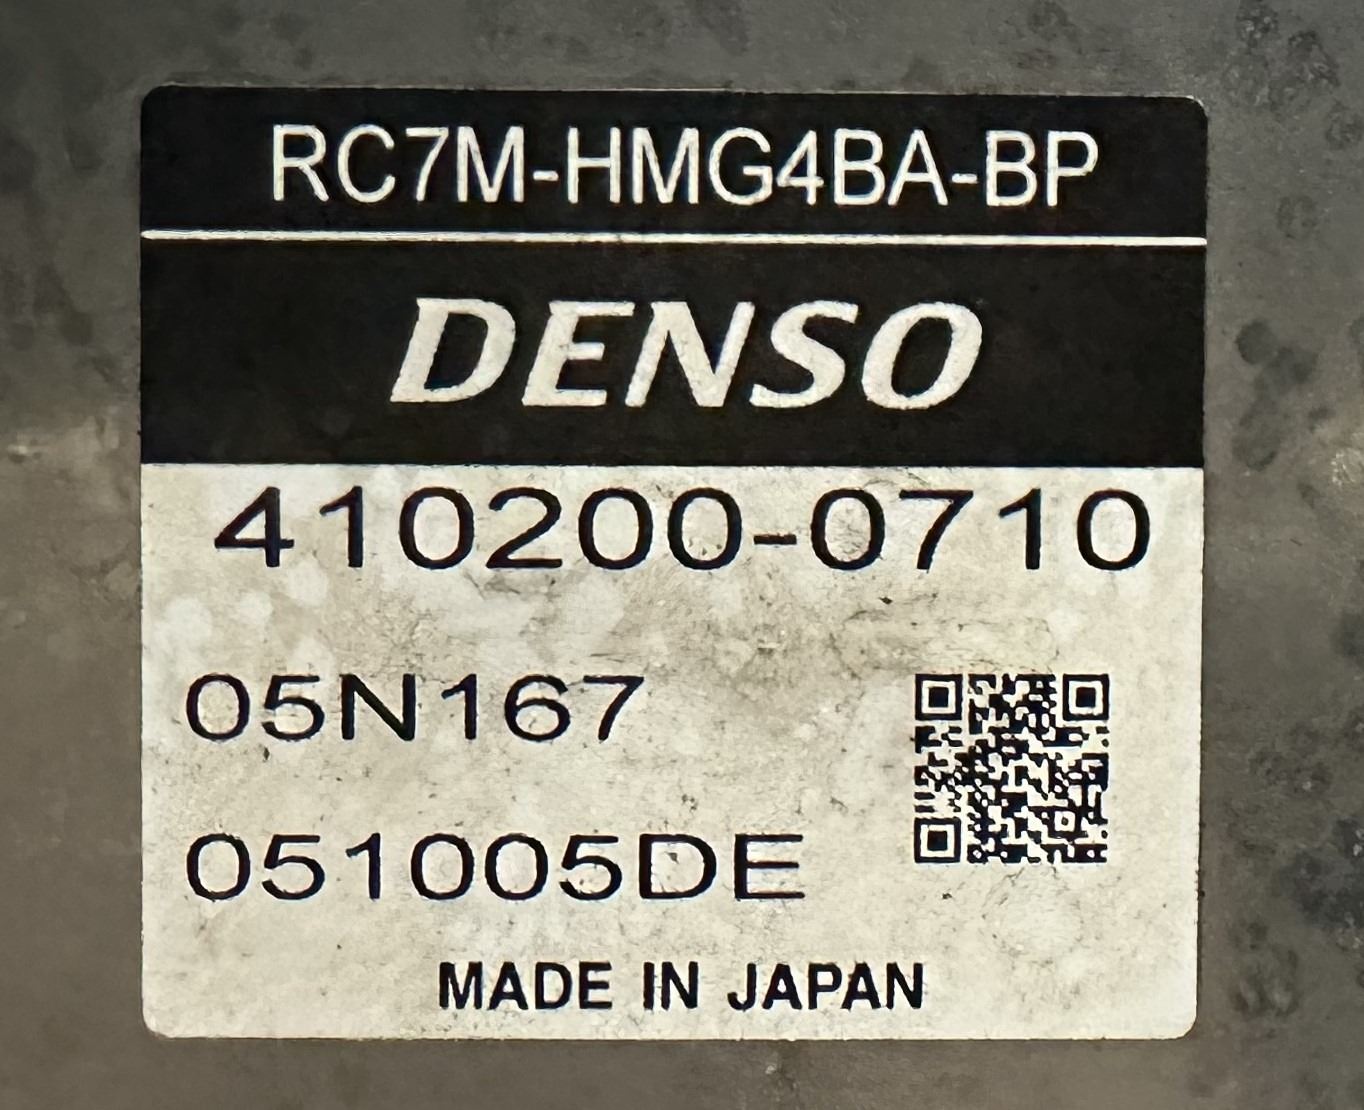 RC7M-HMG4BA-BP
DENSO
410200-0710
05N167
051005DE
MADE IN JAPAN